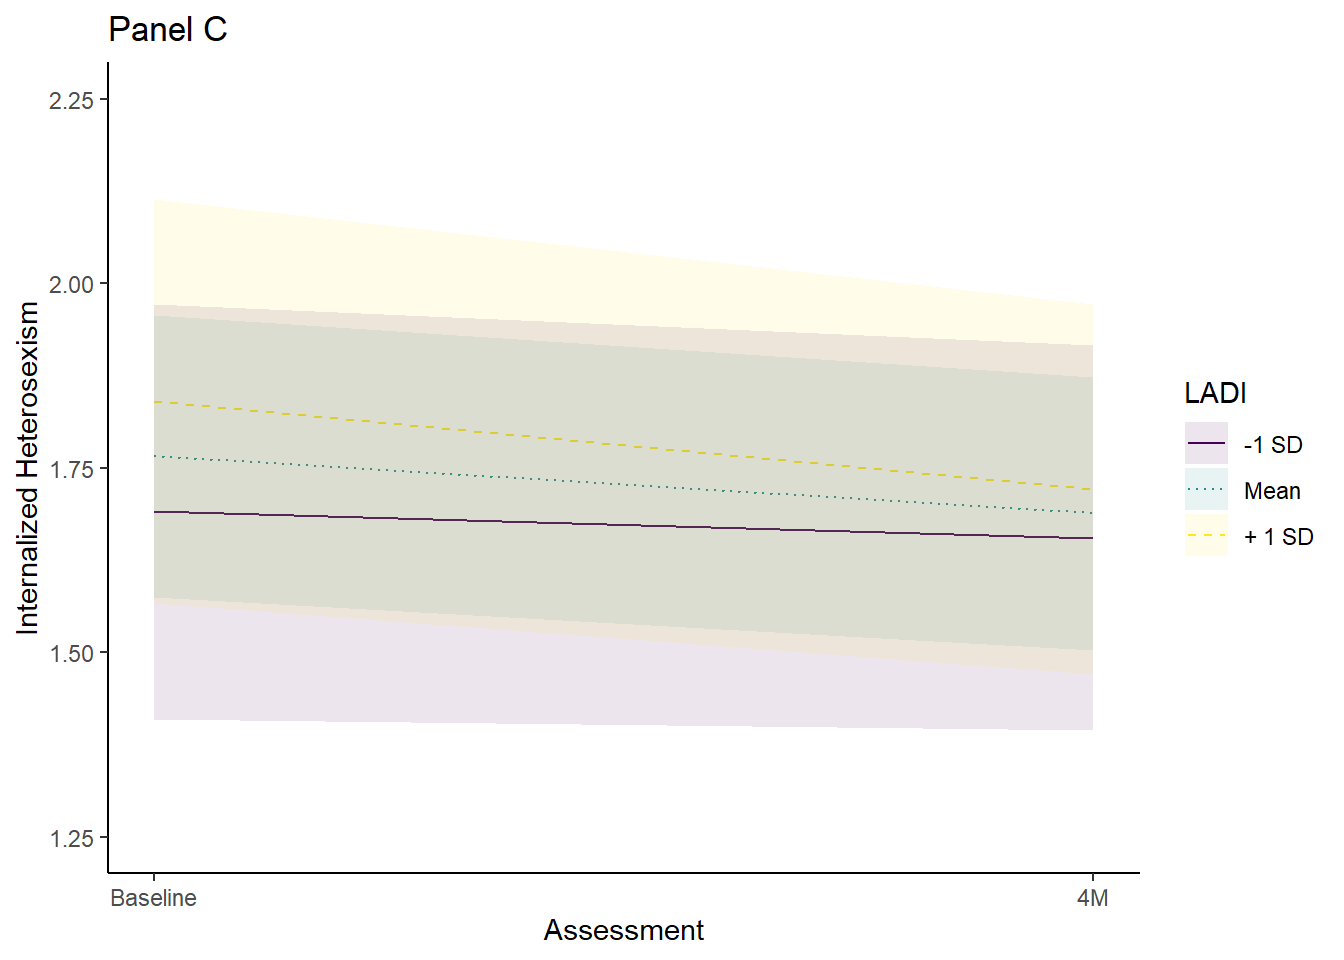 Panel C
2.25
2.00
1.75
1.50
1.25
Internalized Heterosexism
Baseline
4M
Assessment
LADI
-1 SD
Mean
+ 1 SD